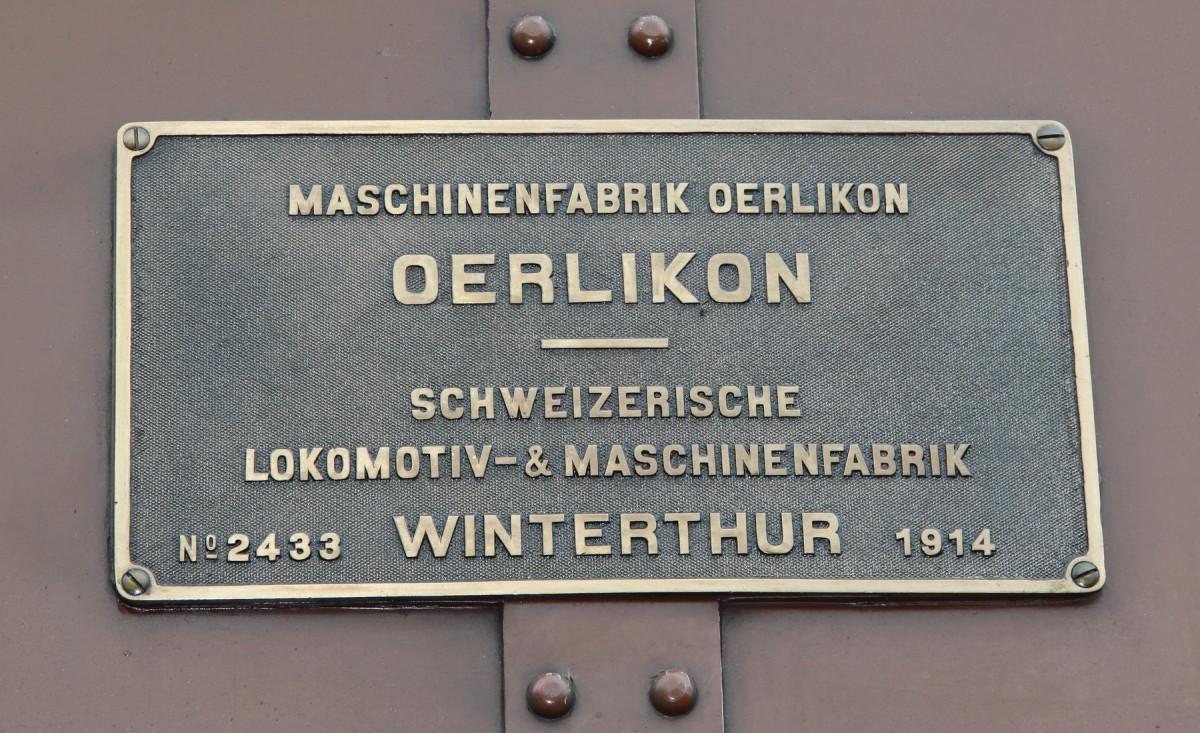 MASCHINENFABRIK OERLIKON
OERLIKON
SCHWEIZERISCHE
LOKOMOTIV-& MASCHINENFABRIK
Nº 2433 WINTERTHUR 1914